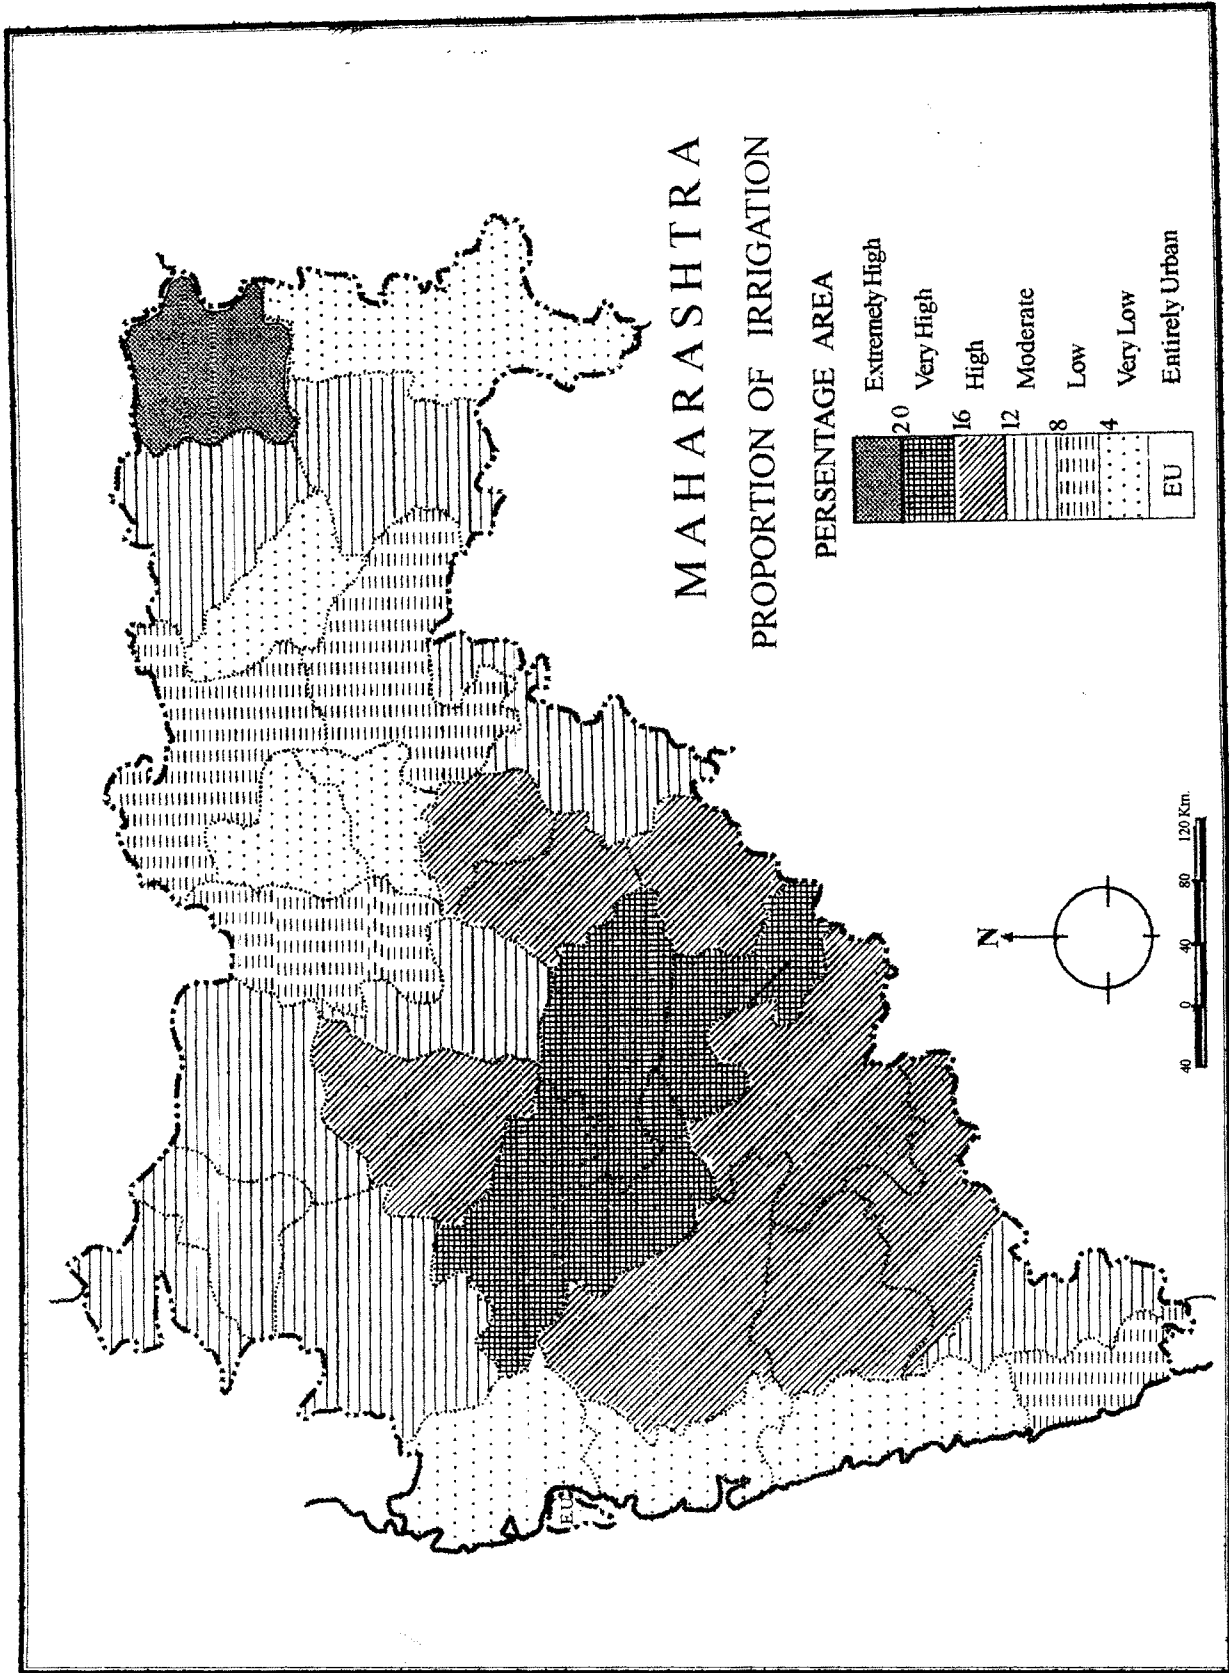 MAHARASHTRA
PROPORTION OF IRRIGATION
PERSENTAGE AREA
Extremely High
20
Very High
16
High
12
Moderate
8
Low
4
Very Low
EU
Entirely Urban
EU
N
40 0 40 80 120 Km.